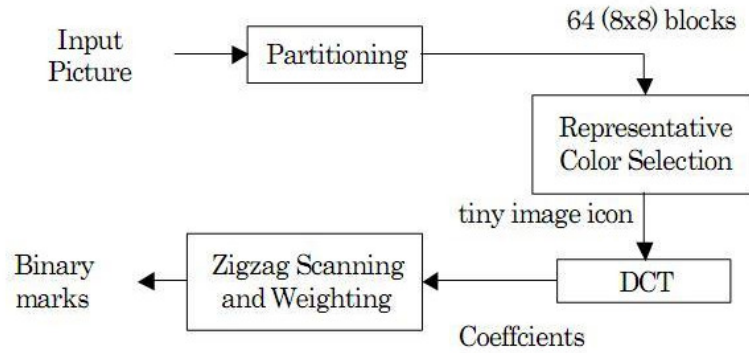 64 (8x8) blocks
Input
Picture
Partitioning
Representative
Color Selection
tiny image icon
DCT
Zigzag Scanning
and Weighting
Binary
marks
Coeffcients